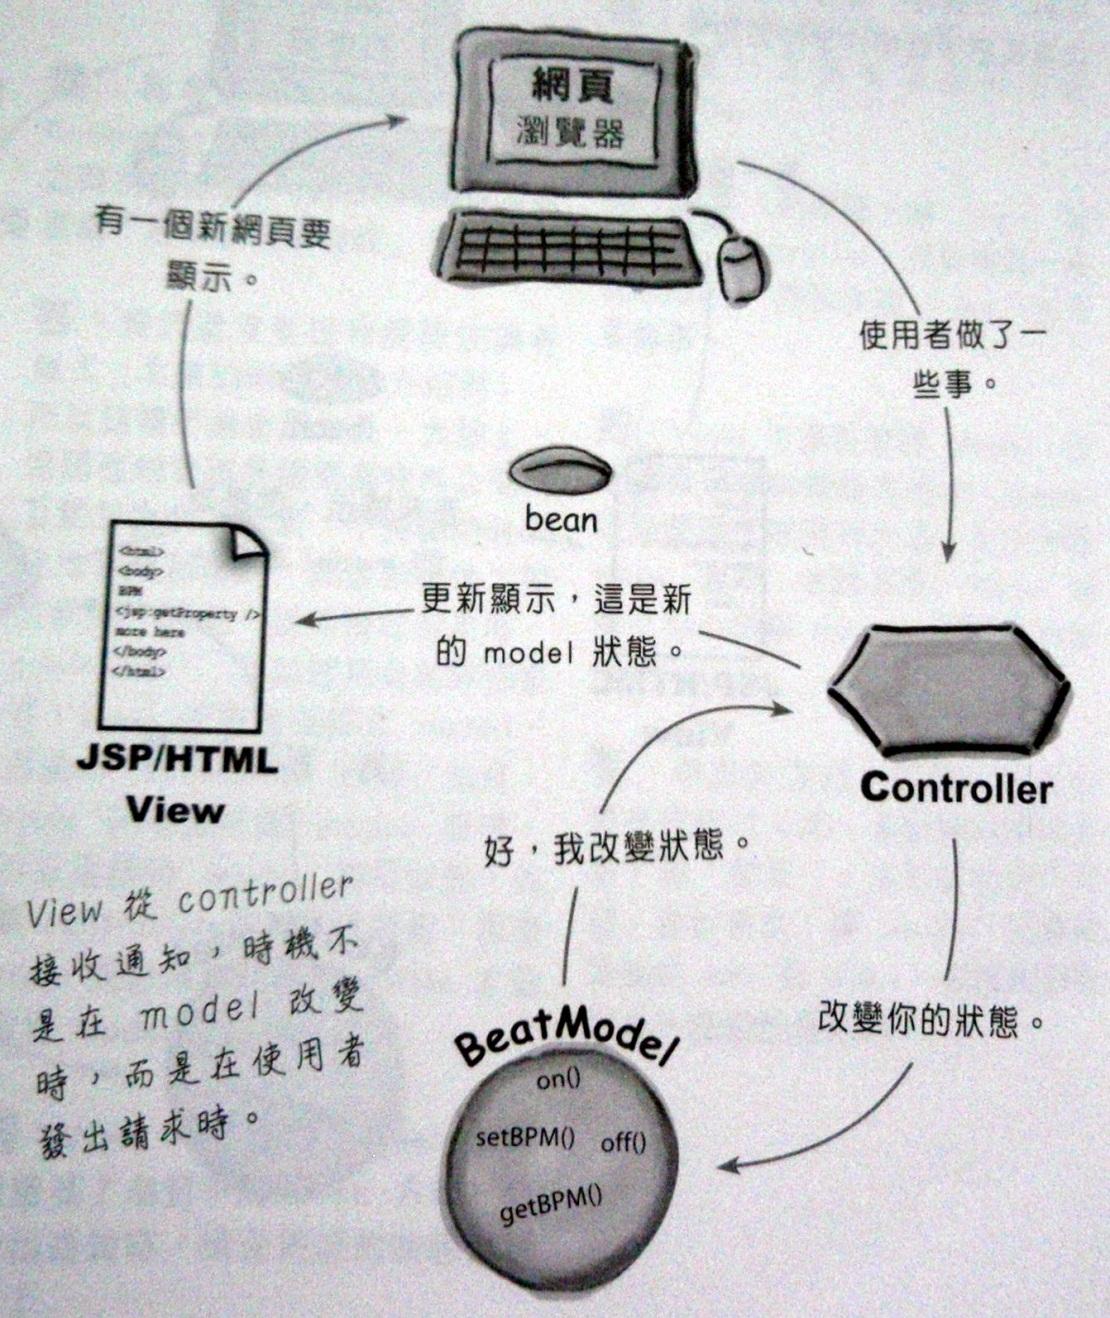 網頁
瀏覽器
有一個新網頁要
顯示。
使用者做了一
些事。
bean
更新顯示，這是新
的 model 狀態。
<html>
<body>
BPM
<jsp:getProperty />
more here
</body>
</html>
JSP/HTML
View
Controller
好，我改變狀態。
View 從 controller
接收通知，時機不
是在 model 改變
時，而是在使用者
發出請求時。
改變你的狀態。
BeatModel
on()
setBPM() off()
getBPM()